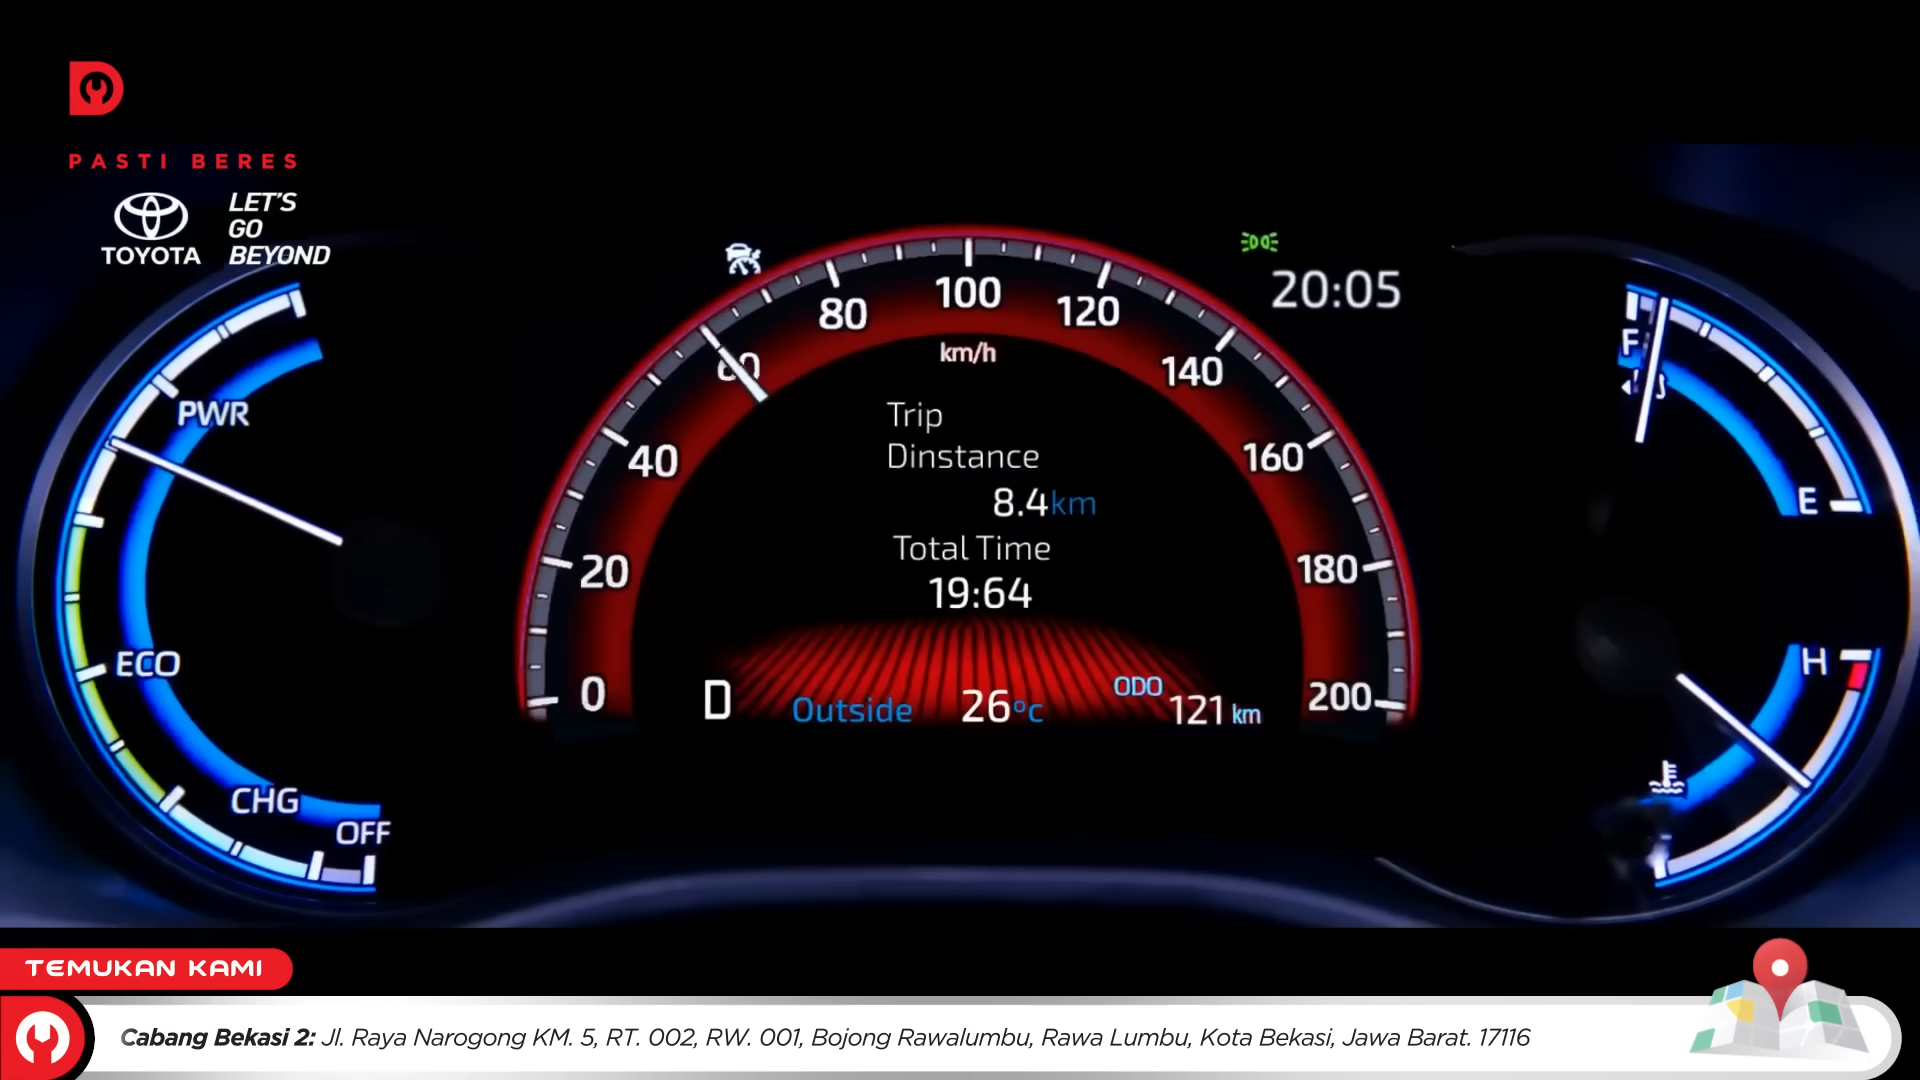 PASTI BERES
TOYOTA
LET'S
GO
BEYOND
20:05
0
20
40
60
80
100
120
140
160
180
200
km/h
Trip
Dinstance
8.4km
Total Time
19:64
D
Outside 26°c
ODO
121 km
PWR
ECO
CHG
OFF
F
E
H
TEMUKAN KAMI
Cabang Bekasi 2: Jl. Raya Narogong KM. 5, RT. 002, RW. 001, Bojong Rawalumbu, Rawa Lumbu, Kota Bekasi, Jawa Barat. 17116